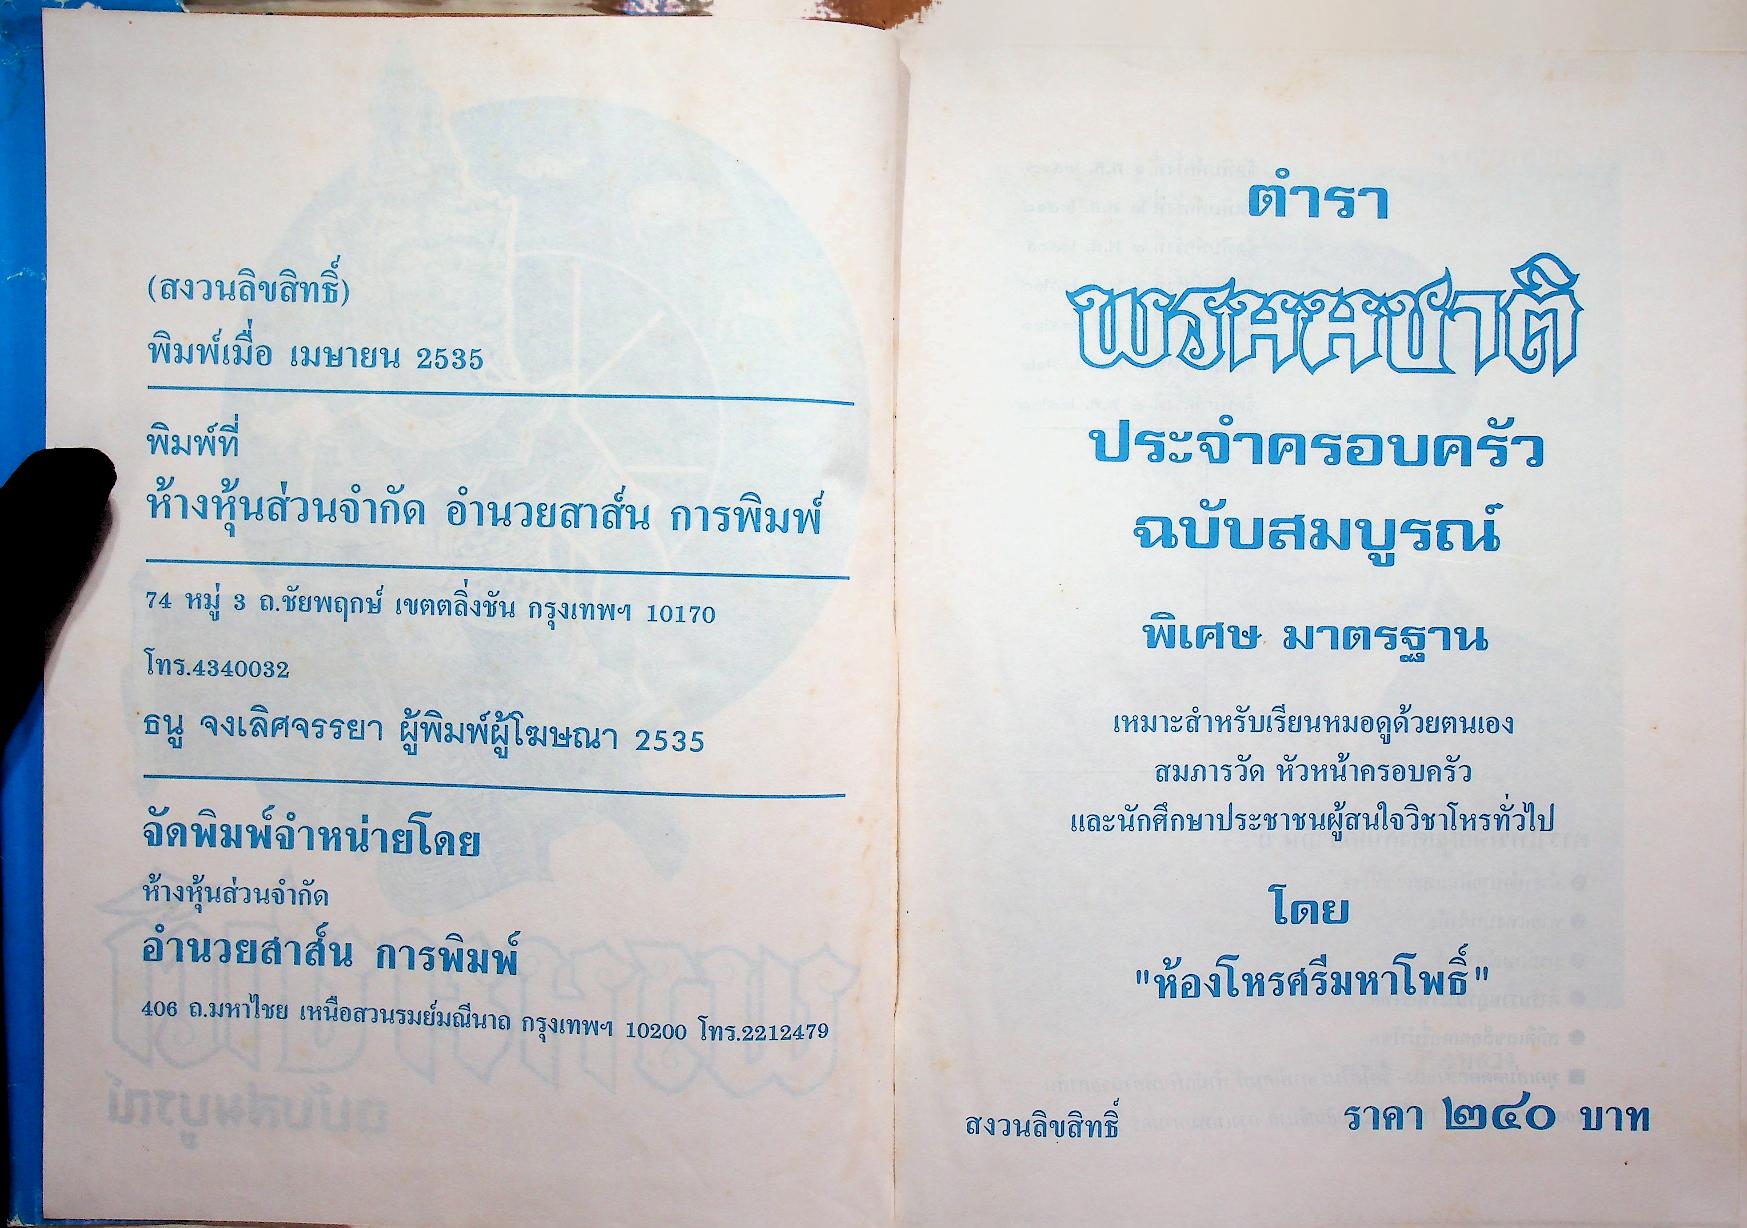 (สงวนลิขสิทธิ์)
พิมพ์เมื่อ เมษายน 2535
พิมพ์ที่
ห้างหุ้นส่วนจำกัด อำนวยสาส์น การพิมพ์
74 หมู่ 3 ถ.ชัยพฤกษ์ เขตตลิ่งชัน กรุงเทพฯ 10170
โทร.4340032
ธนู จงเลิศจรรยา ผู้พิมพ์ผู้โฆษณา 2535
จัดพิมพ์จำหน่ายโดย
ห้างหุ้นส่วนจำกัด
อำนวยสาส์น การพิมพ์
406 ถ.มหาไชย เหนือสวนรมย์มณีนาถ กรุงเทพฯ 10200 โทร.2212479
ตำรา
พรหมชาติ
ประจำครอบครัว
ฉบับสมบูรณ์
พิเศษ มาตรฐาน
เหมาะสำหรับเรียนหมอดูด้วยตนเอง
สมภารวัด หัวหน้าครอบครัว
และนักศึกษาประชาชนผู้สนใจวิชาโหรทั่วไป
โดย
"ห้องโหรศรีมหาโพธิ์"
สงวนลิขสิทธิ์
ราคา ๒๔๐ บาท